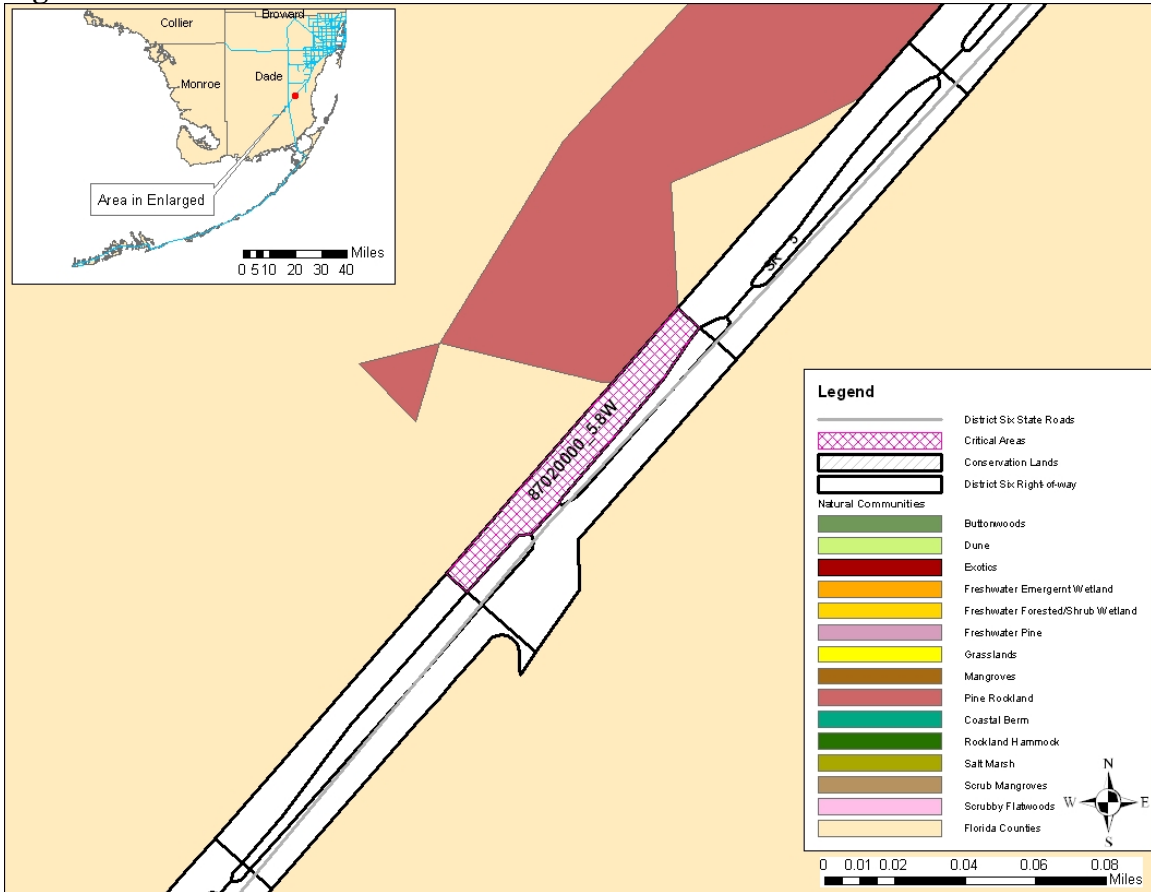 Broward
Collier
Dade
Monroe
Area in Enlarged
Miles
0 5 10 20 30 40
SR 5
87020000_5.8W
Legend
District Six State Roads
Critical Areas
Conservation Lands
District Six Right-of-way
Natural Communities
Buttonwoods
Dune
Exotics
Freshwater Emergernt Wetland
Freshwater Forested/Shrub Wetland
Freshwater Pine
Grasslands
Mangroves
Pine Rockland
Coastal Berm
Rockland Hammock
Salt Marsh
Scrub Mangroves
Scrubby Flatwoods
Florida Counties
N
W E
S
0 0.01 0.02 0.04 0.06 0.08
Miles